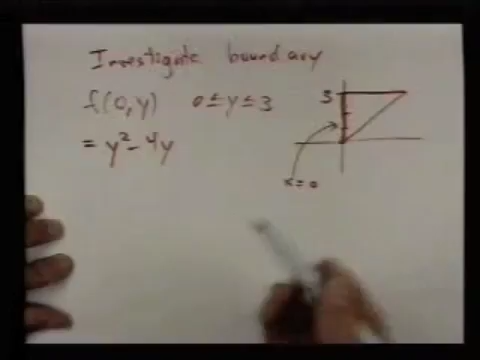 Investigate boundary
f(0,y) 0 ≤ y ≤ 3
= y² - 4y
3
x=0